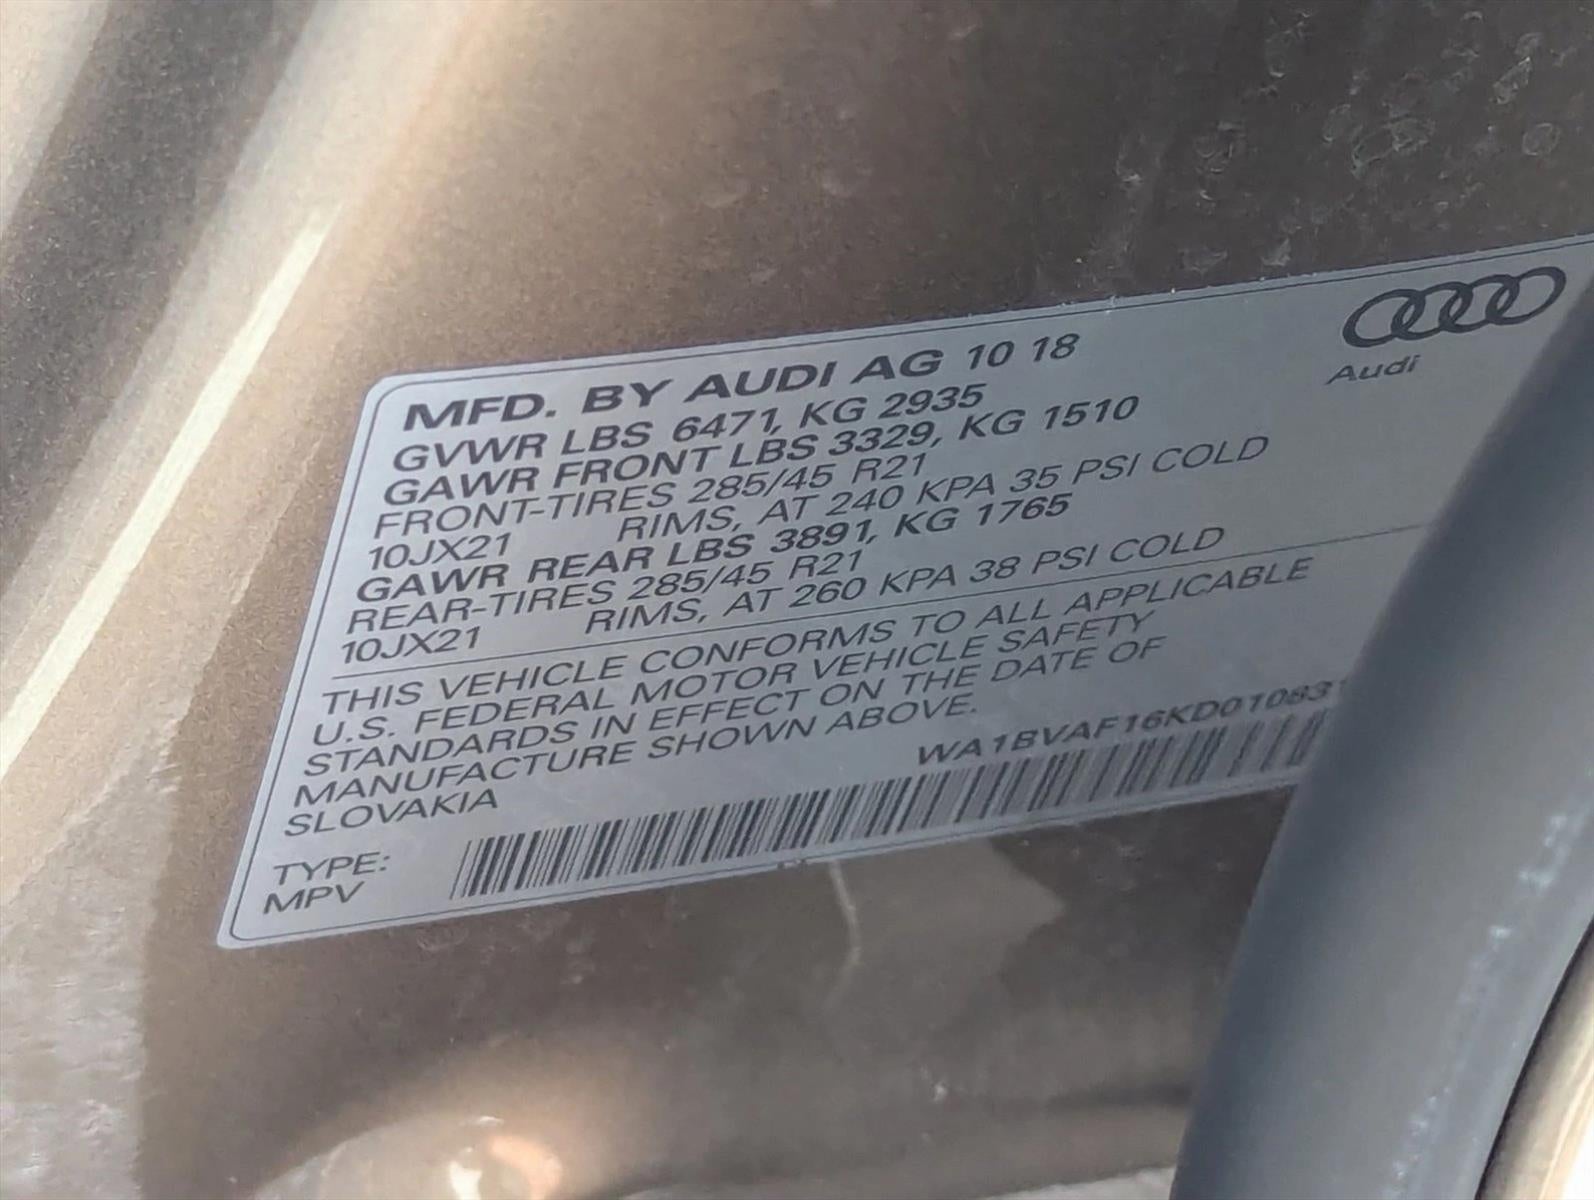 MFD. BY AUDI AG 10 18
Audi
GVWR LBS 6471, KG 2935
GAWR FRONT LBS 3329, KG 1510
FRONT-TIRES 285/45 R21
10JX21 RIMS, AT 240 KPA 35 PSI COLD
GAWR REAR LBS 3891, KG 1765
REAR-TIRES 285/45 R21
10JX21 RIMS, AT 260 KPA 38 PSI COLD
THIS VEHICLE CONFORMS TO ALL APPLICABLE
U.S. FEDERAL MOTOR VEHICLE SAFETY
STANDARDS IN EFFECT ON THE DATE OF
MANUFACTURE SHOWN ABOVE.
SLOVAKIA
WA1BVAF16KD010831
TYPE:
MPV